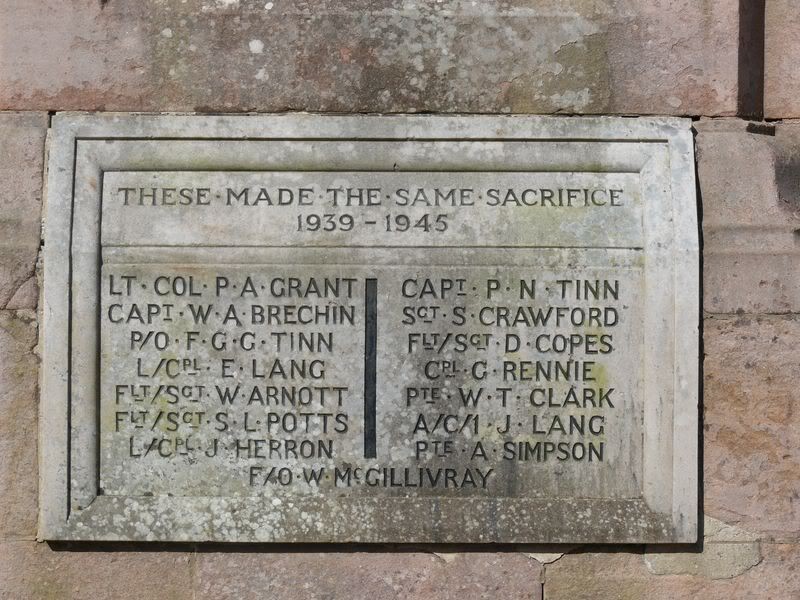 THESE·MADE·THE·SAME·SACRIFICE
1939-1945
LT·COL·P·A·GRANT
CAPT·W·A·BRECHIN
P/O·F·G·G·TINN
L/CPL·E·LANG
FLT/SGT·W·ARNOTT
FLT/SGT·S·L·POTTS
L/CPL·J·HERRON
CAPT·P·N·TINN
SGT·S·CRAWFORD
FLT/SGT·D·COPES
CPL·G·RENNIE
PTE·W·T·CLARK
A/C/1·J·LANG
PTE·A·SIMPSON
F/O·W·McGILLIVRAY